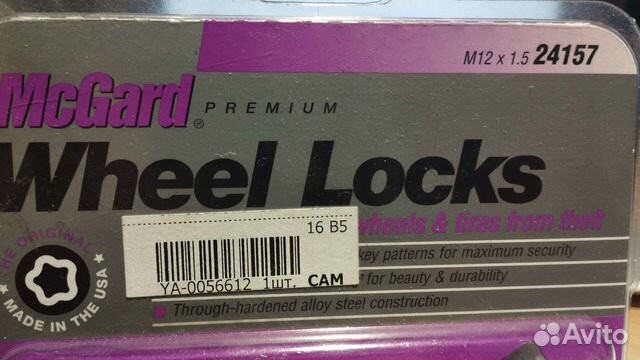 M12 x 1.5 24157
McGard® PREMIUM
Wheel Locks
wheels & tires from theft
key patterns for maximum security
for beauty & durability
Through-hardened alloy steel construction
THE ORIGINAL
MADE IN THE USA
16 B5
YA-0056612 1шт. CAM
Avito